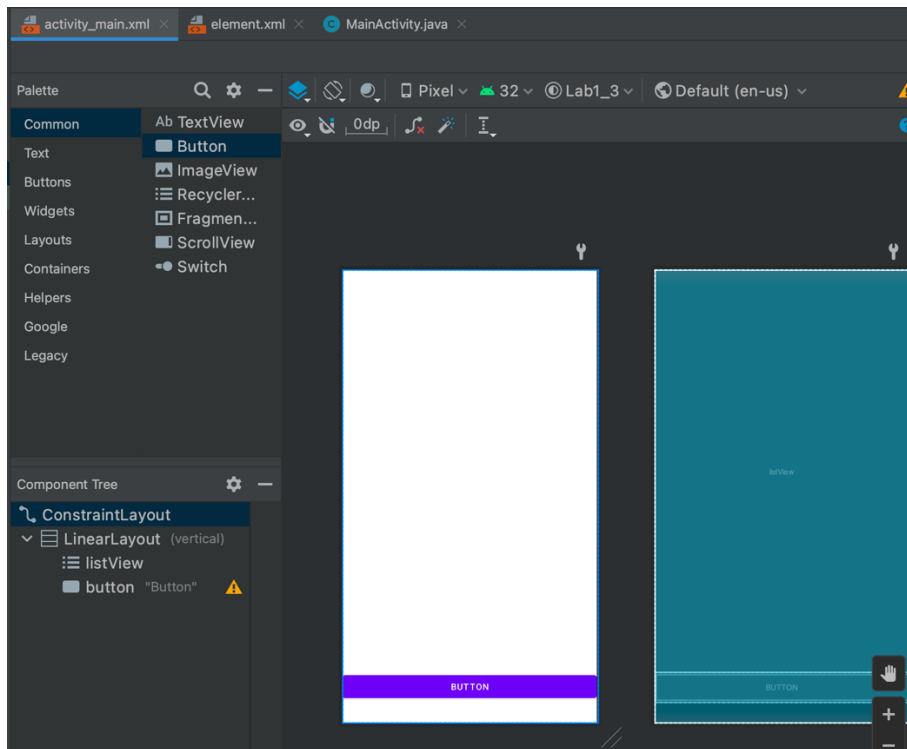 activity_main.xml
element.xml
MainActivity.java
Palette
Pixel
32
Lab1_3
Default (en-us)
0dp
Common
Text
Buttons
Widgets
Layouts
Containers
Helpers
Google
Legacy
Ab TextView
Button
ImageView
Recycler...
Fragmen...
ScrollView
Switch
Component Tree
ConstraintLayout
LinearLayout (vertical)
listView
button "Button"
BUTTON
listView
BUTTON